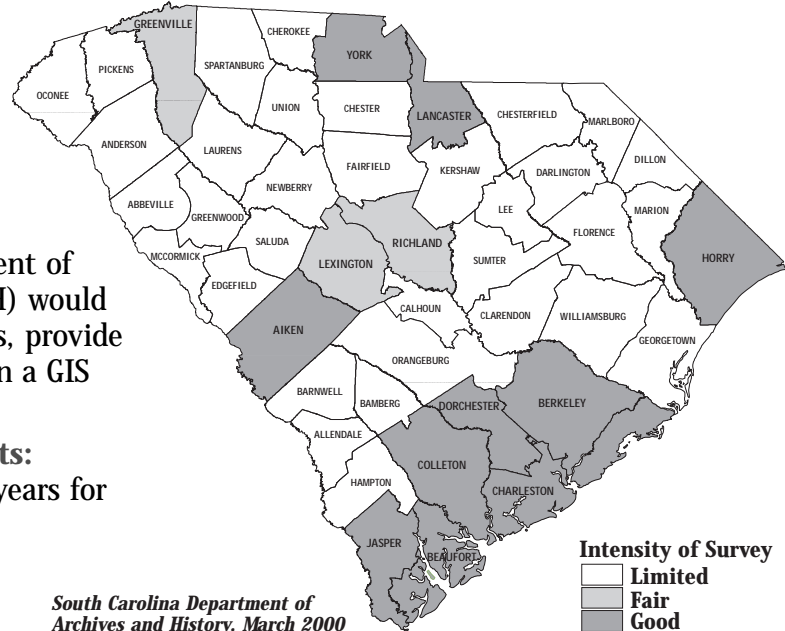 GREENVILLE
CHEROKEE
YORK
PICKENS
SPARTANBURG
OCONEE
UNION
CHESTER
LANCASTER
CHESTERFIELD
MARLBORO
ANDERSON
LAURENS
DILLON
FAIRFIELD
KERSHAW
DARLINGTON
NEWBERRY
ABBEVILLE
GREENWOOD
LEE
MARION
FLORENCE
SALUDA
RICHLAND
MCCORMICK
LEXINGTON
SUMTER
HORRY
EDGEFIELD
CALHOUN
CLARENDON
WILLIAMSBURG
AIKEN
GEORGETOWN
ORANGEBURG
BARNWELL
BAMBERG
DORCHESTER
BERKELEY
ALLENDALE
COLLETON
HAMPTON
CHARLESTON
JASPER
BEAUFORT
ent of
I) would
s, provide
n a GIS
ts:
years for
Intensity of Survey
Limited
Fair
Good
South Carolina Department of
Archives and History, March 2000